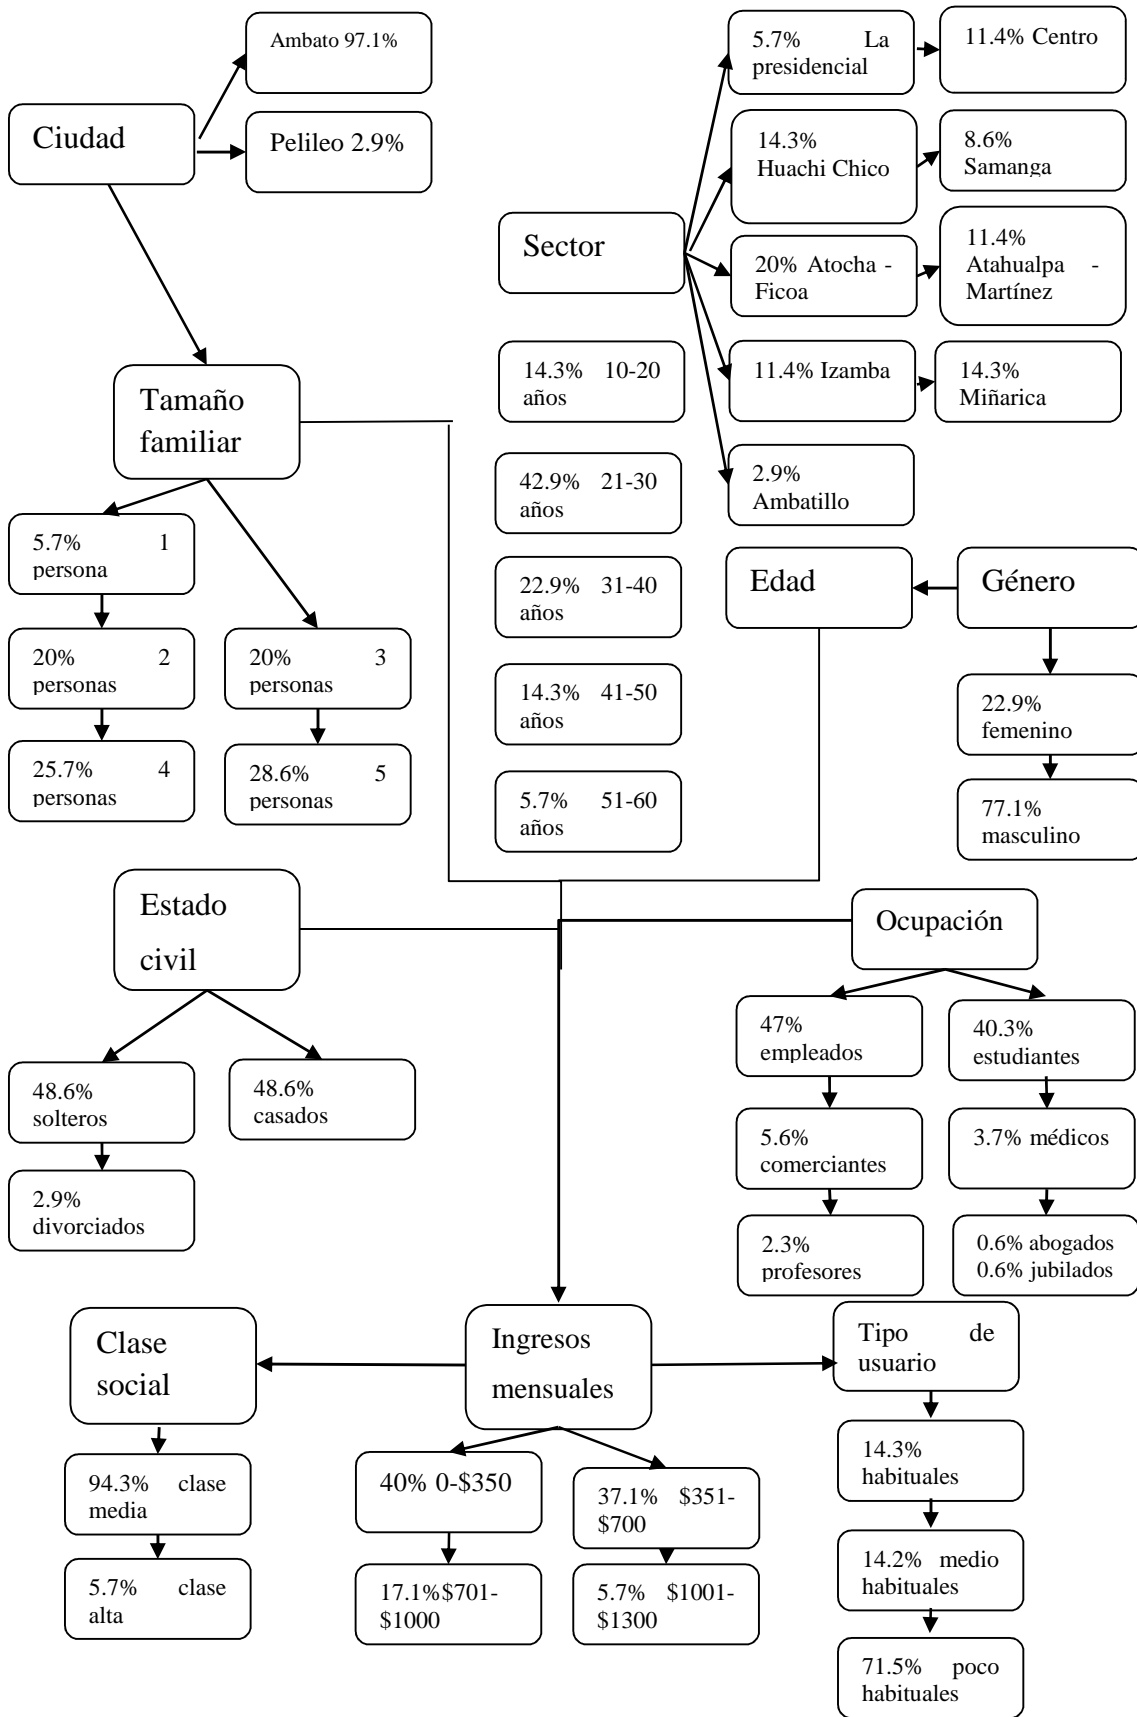 Ambato 97.1%
Ciudad
Pelileo 2.9%
5.7% La
presidencial
11.4% Centro
14.3%
Huachi Chico
8.6%
Samanga
Sector
20% Atocha -
Ficoa
11.4%
Atahualpa -
Martínez
11.4% Izamba
14.3%
Miñarica
2.9%
Ambatillo
Tamaño
familiar
5.7% 1
persona
20% 2
personas
20% 3
personas
25.7% 4
personas
28.6% 5
personas
14.3% 10-20
años
42.9% 21-30
años
22.9% 31-40
años
14.3% 41-50
años
5.7% 51-60
años
Edad
Género
22.9%
femenino
77.1%
masculino
Estado
civil
48.6%
solteros
48.6%
casados
2.9%
divorciados
Ocupación
47%
empleados
40.3%
estudiantes
5.6%
comerciantes
3.7% médicos
2.3%
profesores
0.6% abogados
0.6% jubilados
Clase
social
94.3% clase
media
5.7% clase
alta
Ingresos
mensuales
40% 0-$350
37.1% $351-
$700
17.1%$701-
$1000
5.7% $1001-
$1300
Tipo de
usuario
14.3%
habituales
14.2% medio
habituales
71.5% poco
habituales